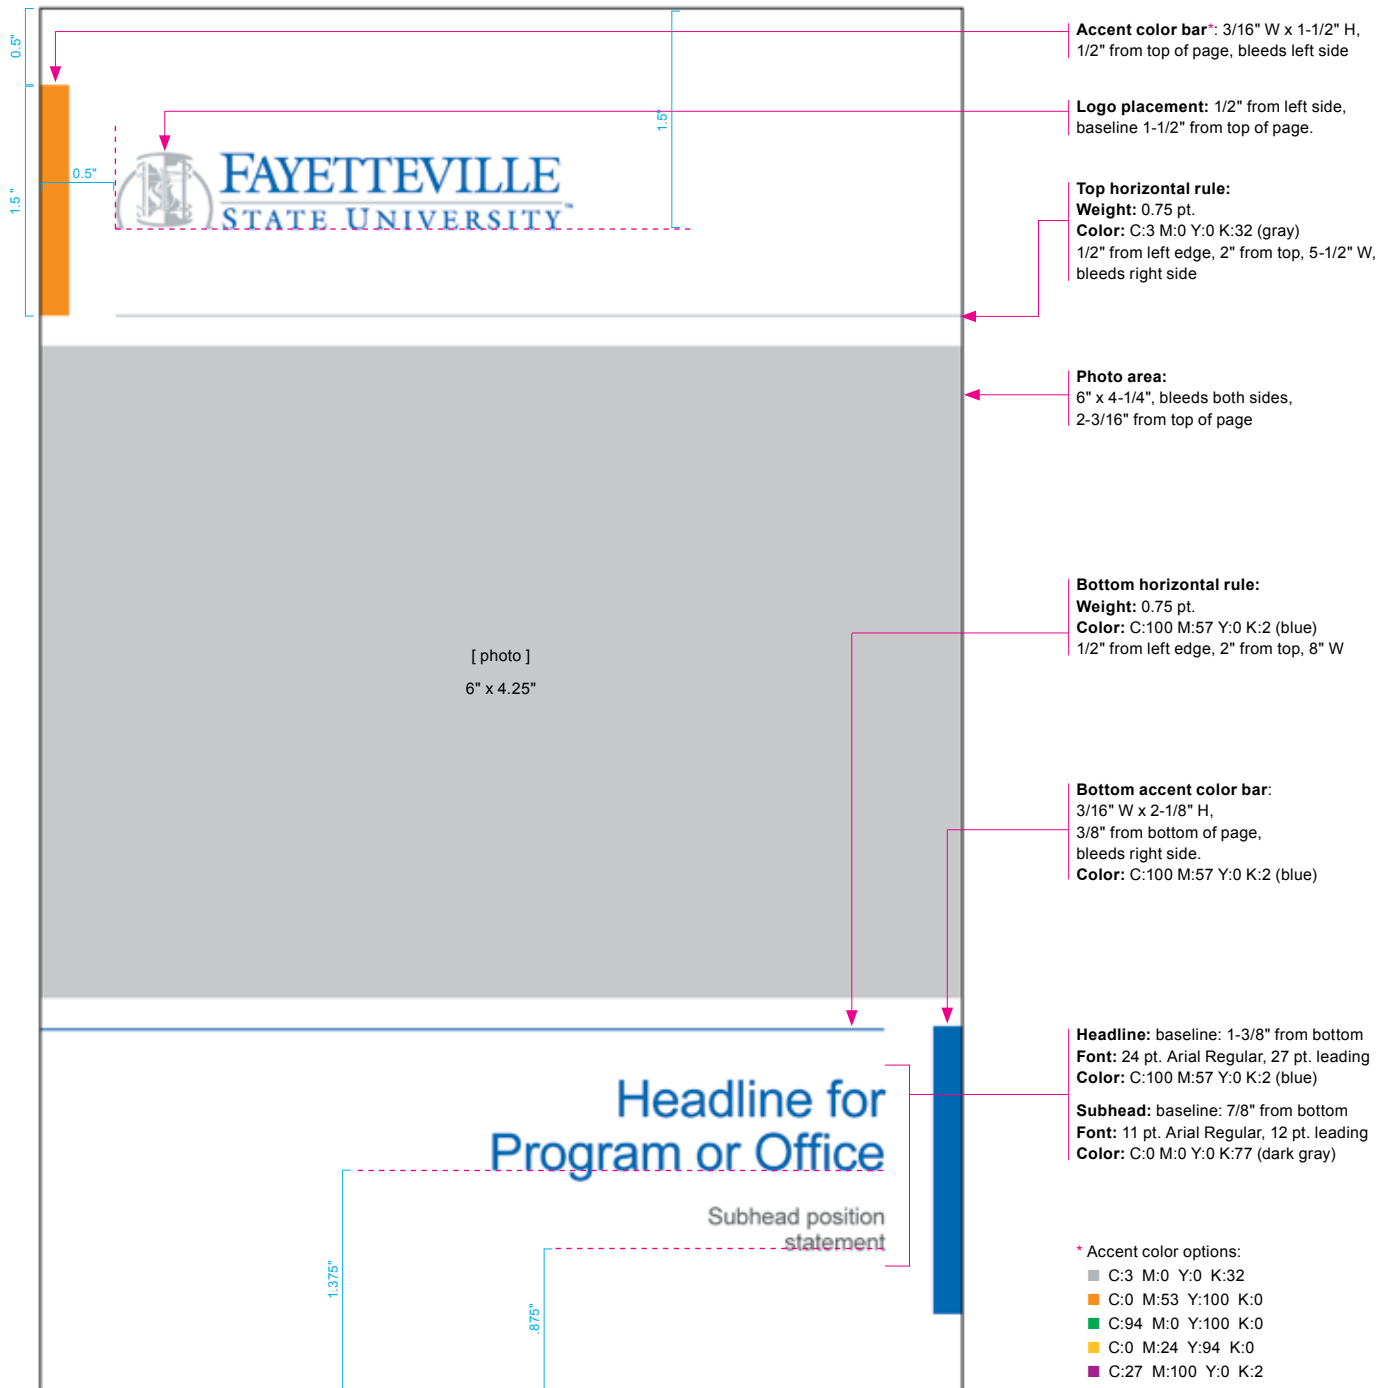 0.5"
1.5"
0.5"
1.5"
FAYETTEVILLE
STATE UNIVERSITY™
Accent color bar*: 3/16" W x 1-1/2" H,
1/2" from top of page, bleeds left side
Logo placement: 1/2" from left side,
baseline 1-1/2" from top of page.
Top horizontal rule:
Weight: 0.75 pt.
Color: C:3 M:0 Y:0 K:32 (gray)
1/2" from left edge, 2" from top, 5-1/2" W,
bleeds right side
Photo area:
6" x 4-1/4", bleeds both sides,
2-3/16" from top of page
[ photo ]
6" x 4.25"
Bottom horizontal rule:
Weight: 0.75 pt.
Color: C:100 M:57 Y:0 K:2 (blue)
1/2" from left edge, 2" from top, 8" W
Bottom accent color bar:
3/16" W x 2-1/8" H,
3/8" from bottom of page,
bleeds right side.
Color: C:100 M:57 Y:0 K:2 (blue)
Headline for
Program or Office
Subhead position
statement
1.375"
.875"
Headline: baseline: 1-3/8" from bottom
Font: 24 pt. Arial Regular, 27 pt. leading
Color: C:100 M:57 Y:0 K:2 (blue)
Subhead: baseline: 7/8" from bottom
Font: 11 pt. Arial Regular, 12 pt. leading
Color: C:0 M:0 Y:0 K:77 (dark gray)
* Accent color options:
C:3 M:0 Y:0 K:32
C:0 M:53 Y:100 K:0
C:94 M:0 Y:100 K:0
C:0 M:24 Y:94 K:0
C:27 M:100 Y:0 K:2